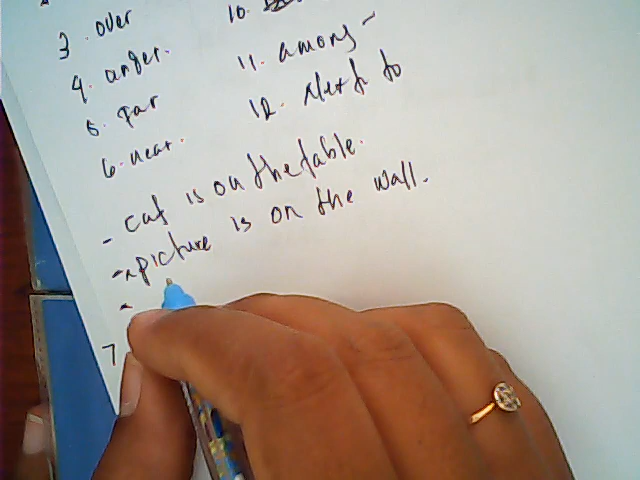 3. over
4. under.
5. far
6. near.
10.
11. among -
12. Next to
- cat is on the table.
- picture is on the wall.
-
7